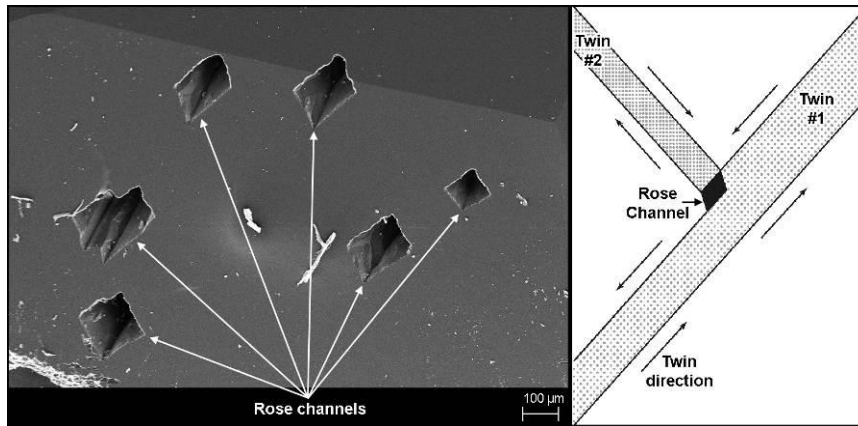 Rose channels
100 µm
Twin
#2
Twin
#1
Rose
Channel
Twin
direction